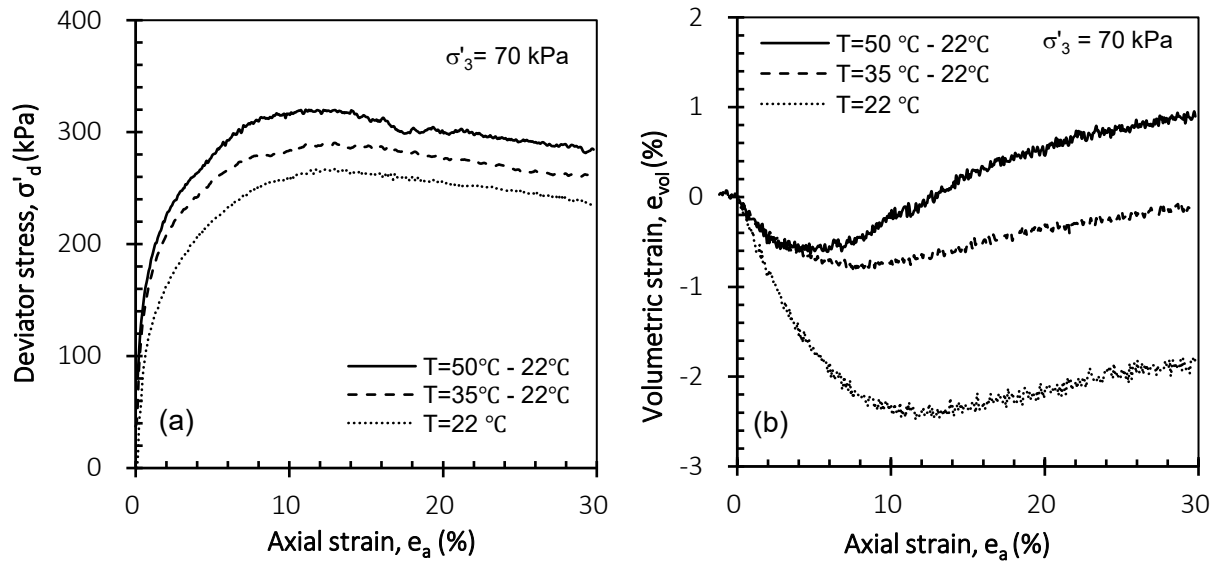 400
300
200
100
0
Deviator stress, σ'd (kPa)
σ'3= 70 kPa
T=50℃ - 22℃
T=35℃ - 22℃
T=22 ℃
(a)
0
10
20
30
Axial strain, ea (%)
2
1
0
-1
-2
-3
Volumetric strain, evol (%)
T=50 ℃ - 22℃
T=35 ℃ - 22℃
T=22 ℃
σ'3 = 70 kPa
(b)
0
10
20
30
Axial strain, ea (%)